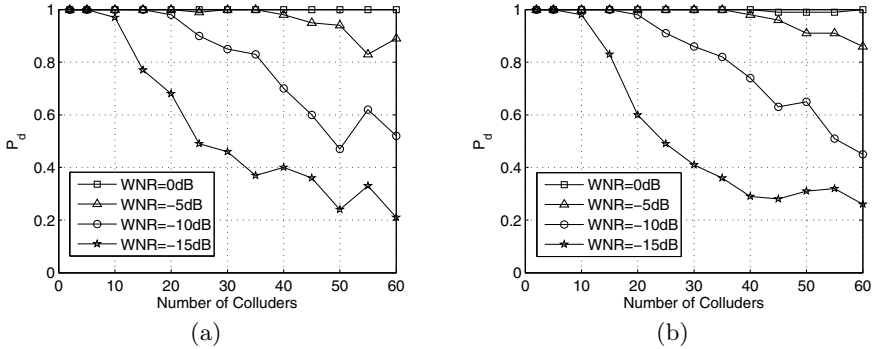 1
0.8
0.6
0.4
0.2
0
P_d
WNR=0dB
WNR=−5dB
WNR=−10dB
WNR=−15dB
0 10 20 30 40 50 60
Number of Colluders
(a)
1
0.8
0.6
0.4
0.2
0
P_d
WNR=0dB
WNR=−5dB
WNR=−10dB
WNR=−15dB
0 10 20 30 40 50 60
Number of Colluders
(b)